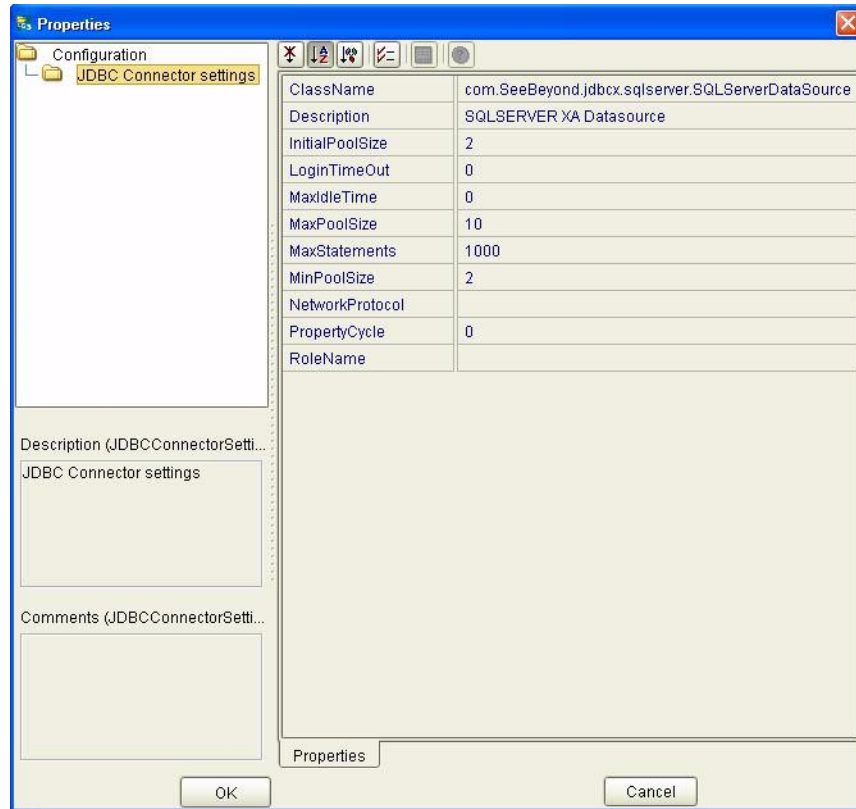 Properties
Configuration
JDBC Connector settings
ClassName com.SeeBeyond.jdbcx.sqlserver.SQLServerDataSource
Description SQLSERVER XA Datasource
InitialPoolSize 2
LoginTimeOut 0
MaxIdleTime 0
MaxPoolSize 10
MaxStatements 1000
MinPoolSize 2
NetworkProtocol
PropertyCycle 0
RoleName
Description (JDBCConnectorSetti...
JDBC Connector settings
Comments (JDBCConnectorSetti...
Properties
OK Cancel